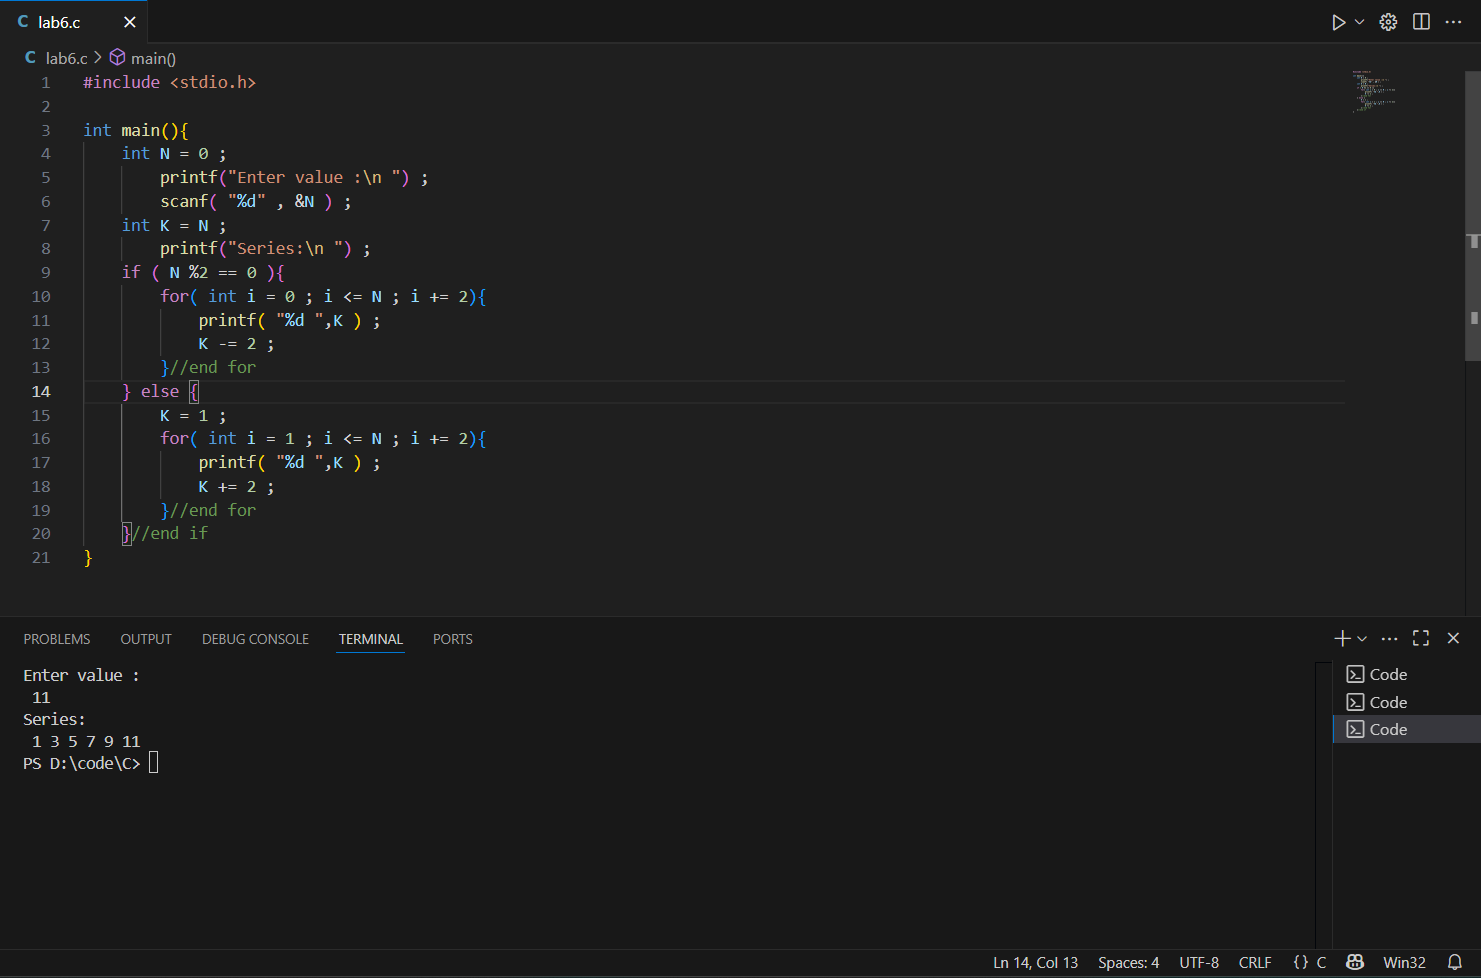 C lab6.c
C lab6.c > main()
1 #include <stdio.h>
2
3 int main(){
4     int N = 0 ;
5         printf("Enter value :\n ") ;
6         scanf( "%d" , &N ) ;
7     int K = N ;
8         printf("Series:\n ") ;
9     if ( N %2 == 0 ){
10         for( int i = 0 ; i <= N ; i += 2){
11             printf( "%d ",K ) ;
12             K -= 2 ;
13         }//end for
14     } else {
15         K = 1 ;
16         for( int i = 1 ; i <= N ; i += 2){
17             printf( "%d ",K ) ;
18             K += 2 ;
19         }//end for
20     }//end if
21 }
PROBLEMS OUTPUT DEBUG CONSOLE TERMINAL PORTS
Enter value :
 11
Series:
 1 3 5 7 9 11
PS D:\code\C>
Code
Code
Code
Ln 14, Col 13 Spaces: 4 UTF-8 CRLF {} C Win32